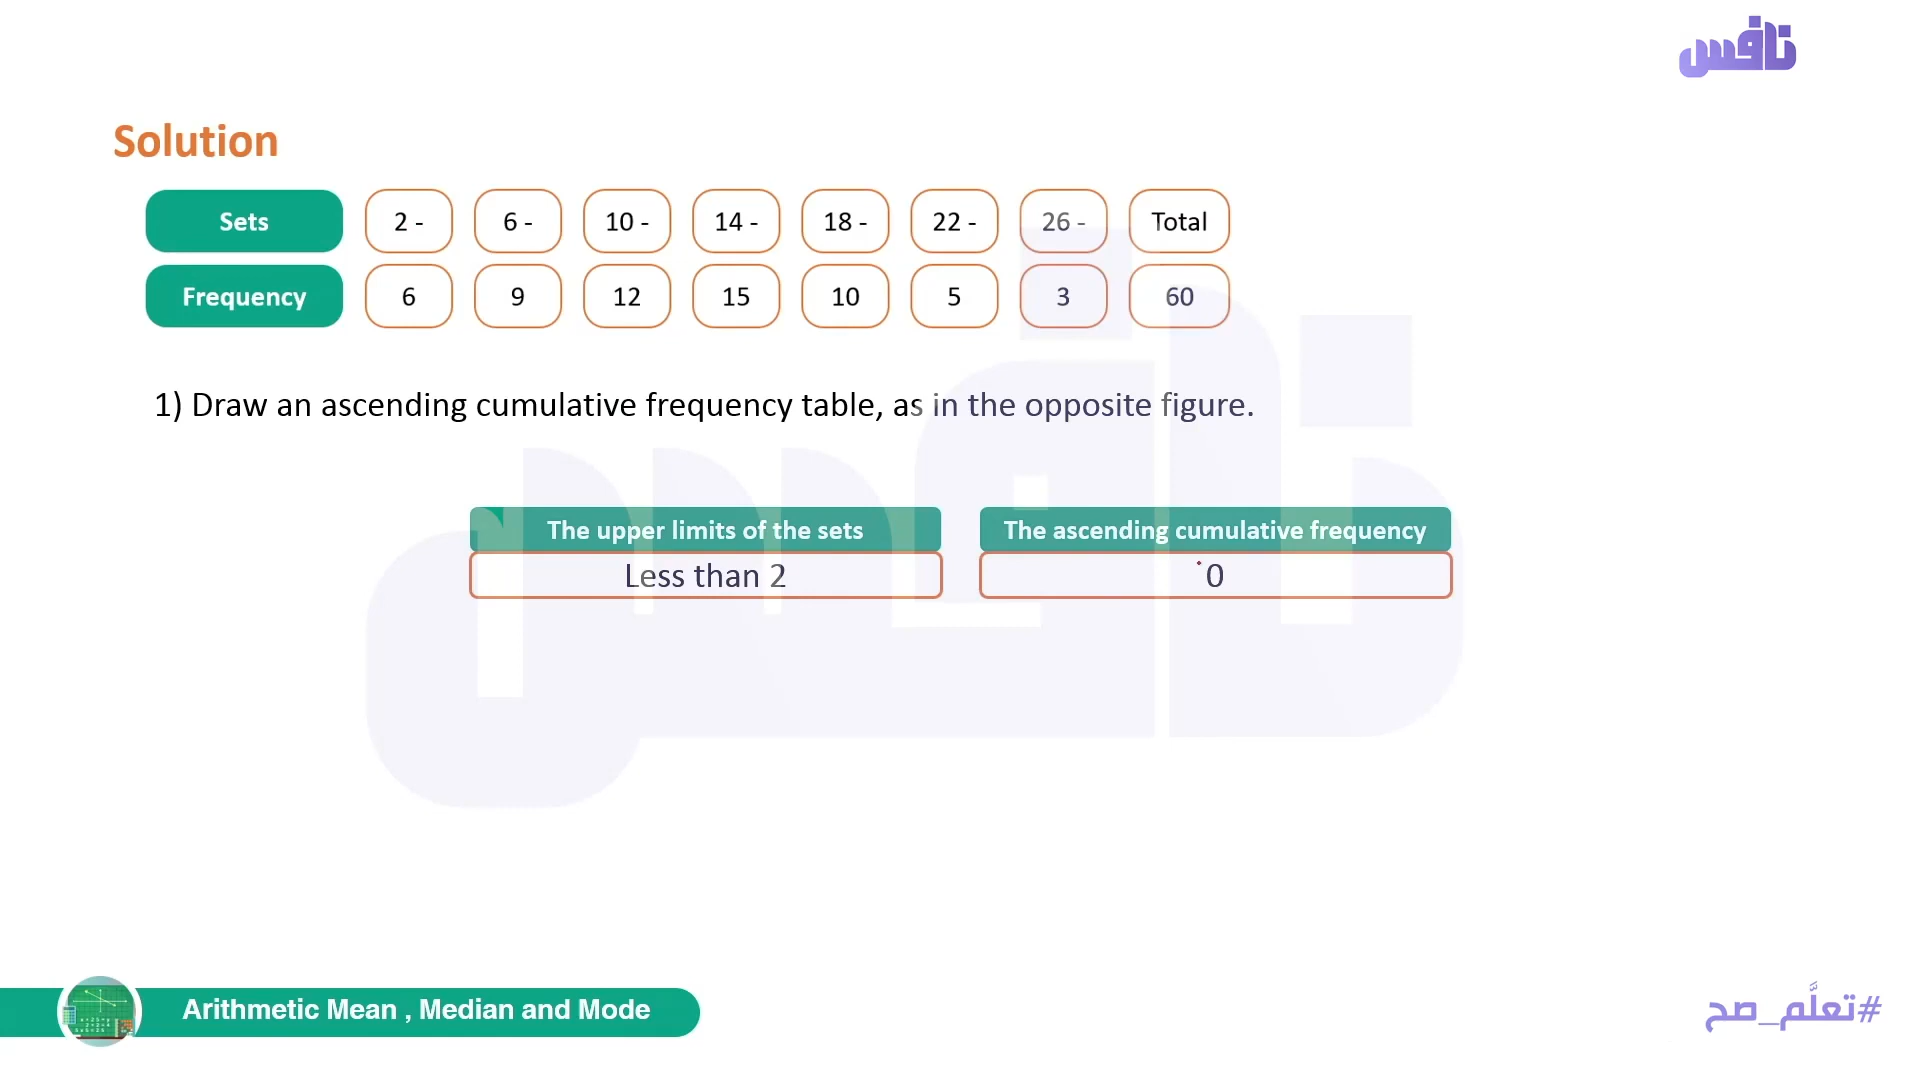 نافس
Solution
Sets 2 - 6 - 10 - 14 - 18 - 22 - 26 - Total
Frequency 6 9 12 15 10 5 3 60
1) Draw an ascending cumulative frequency table, as in the opposite figure.
The upper limits of the sets The ascending cumulative frequency
Less than 2 0
Arithmetic Mean , Median and Mode
#تعلَّم_صح